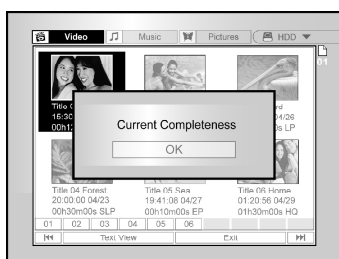 Video Music Pictures HDD
01
Title
16:30
04/26
00h1
s LP
Current Completeness
OK
Title 04 Forest Title 05 Sea Title 06 Home
20:00:00 04/23 19:41:08 04/27 01:20:56 04/29
00h30m00s SLP 00h10m00s EP 01h30m00s HQ
01 02 03 04 05 06
Text View Exit